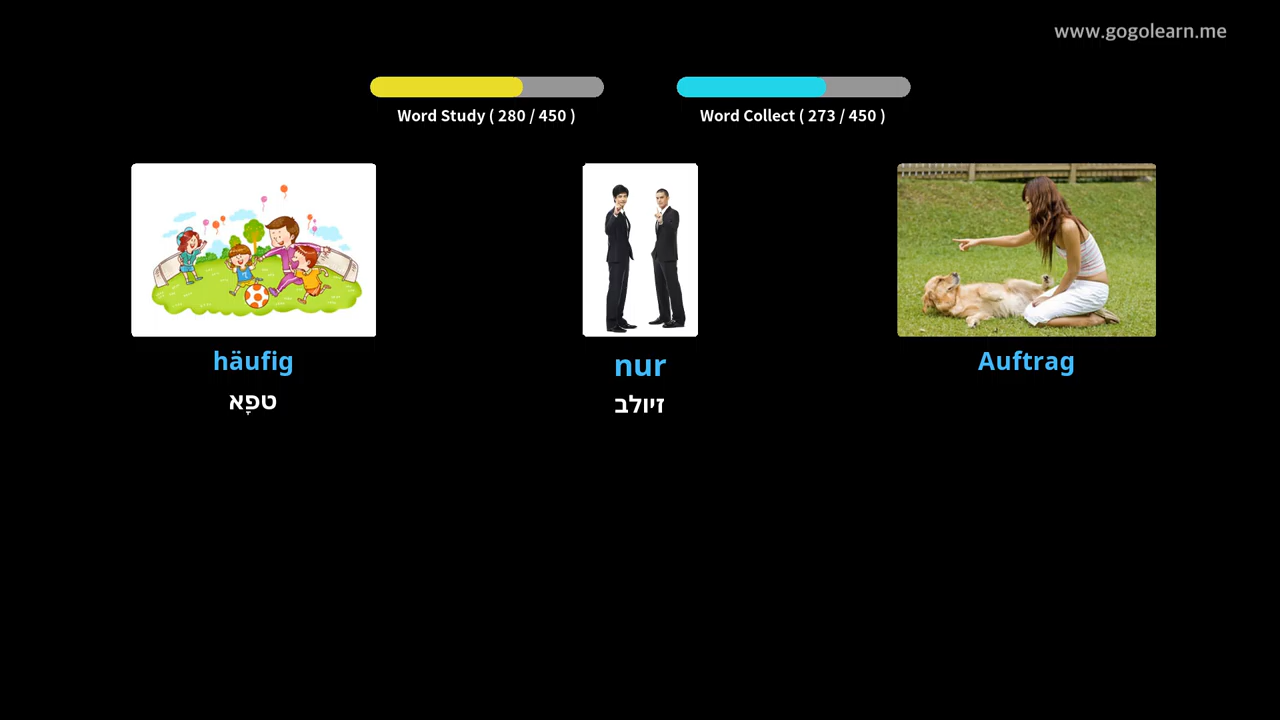 www.gogolearn.me
Word Study ( 280 / 450 )
Word Collect ( 273 / 450 )
häufig
טפָא
nur
זיולב
Auftrag